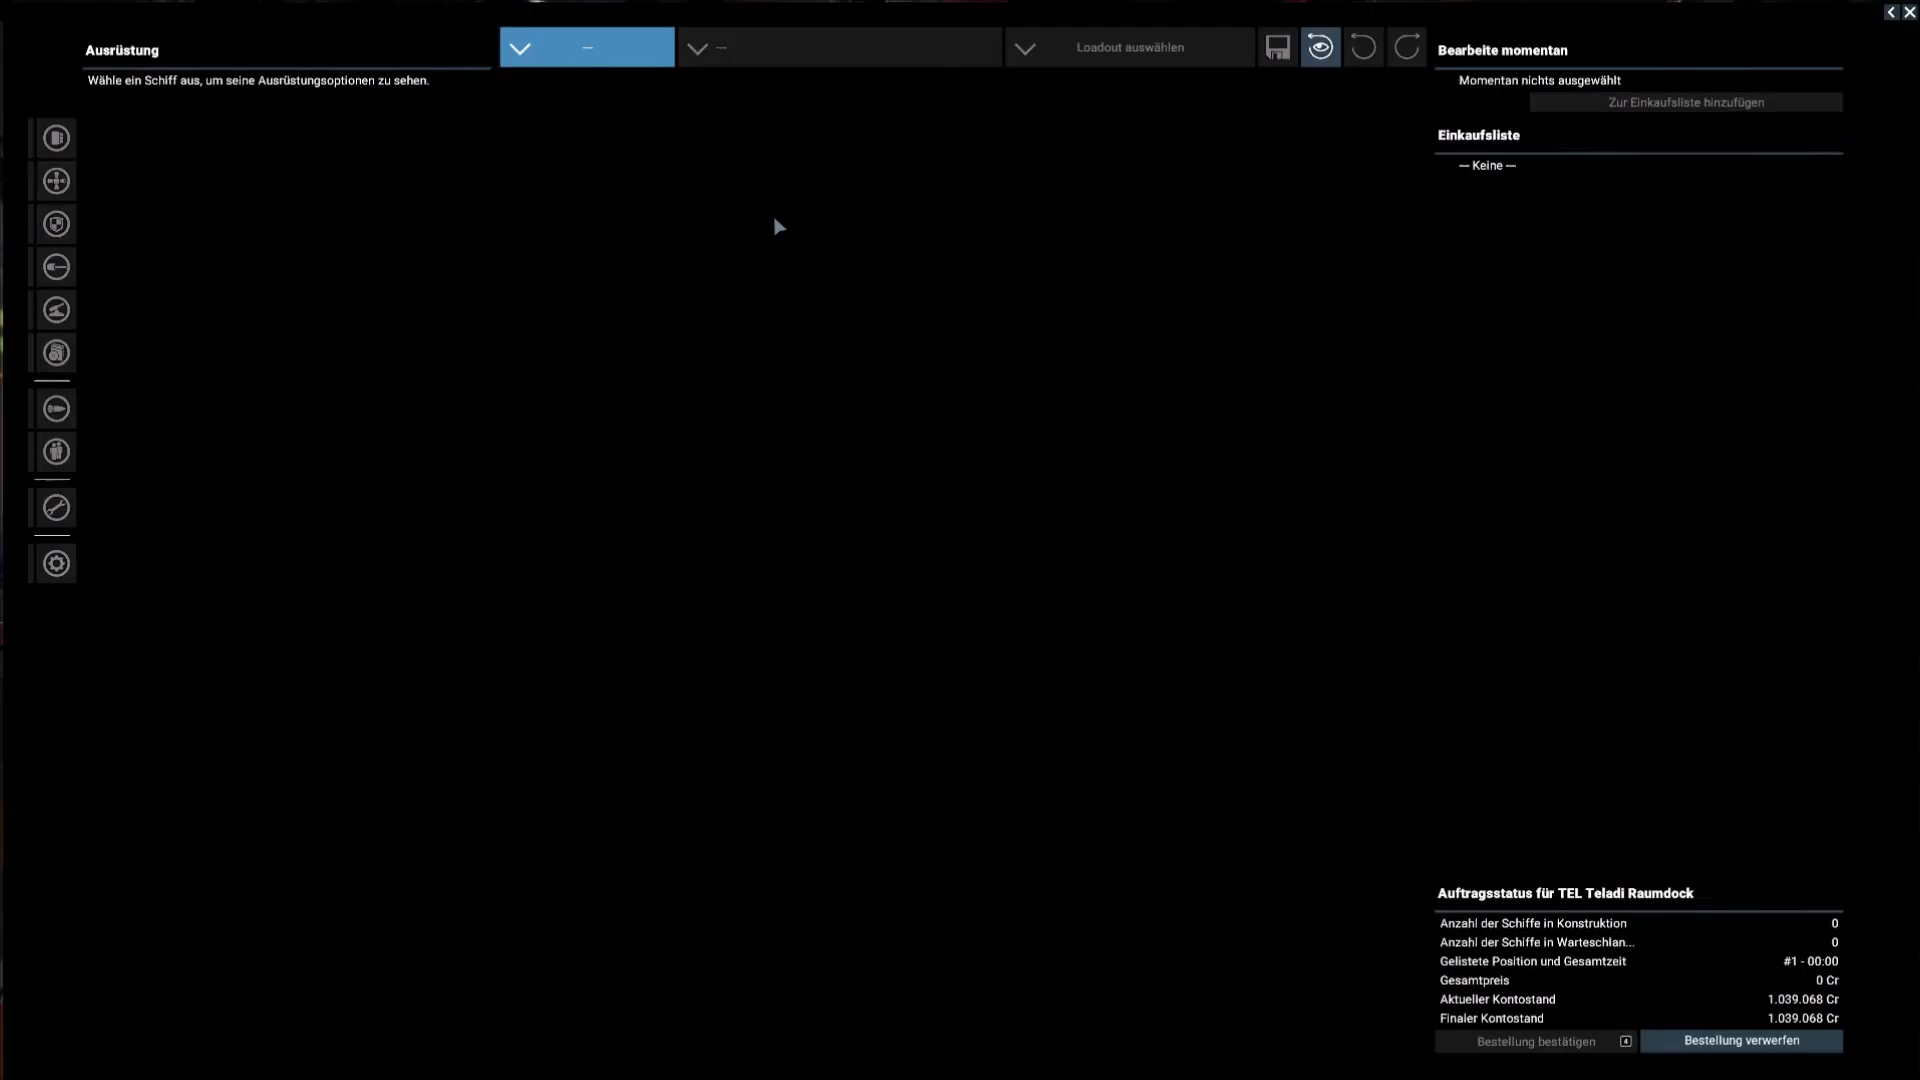 Ausrüstung
Wähle ein Schiff aus, um seine Ausrüstungsoptionen zu sehen.
---
---
Loadout auswählen
Bearbeite momentan
Momentan nichts ausgewählt
Zur Einkaufsliste hinzufügen
Einkaufsliste
— Keine —
Auftragsstatus für TEL Teladi Raumdock
Anzahl der Schiffe in Konstruktion 0
Anzahl der Schiffe in Warteschlan... 0
Gelistete Position und Gesamtzeit #1 - 00:00
Gesamtpreis 0 Cr
Aktueller Kontostand 1.039.068 Cr
Finaler Kontostand 1.039.068 Cr
Bestellung bestätigen 4
Bestellung verwerfen